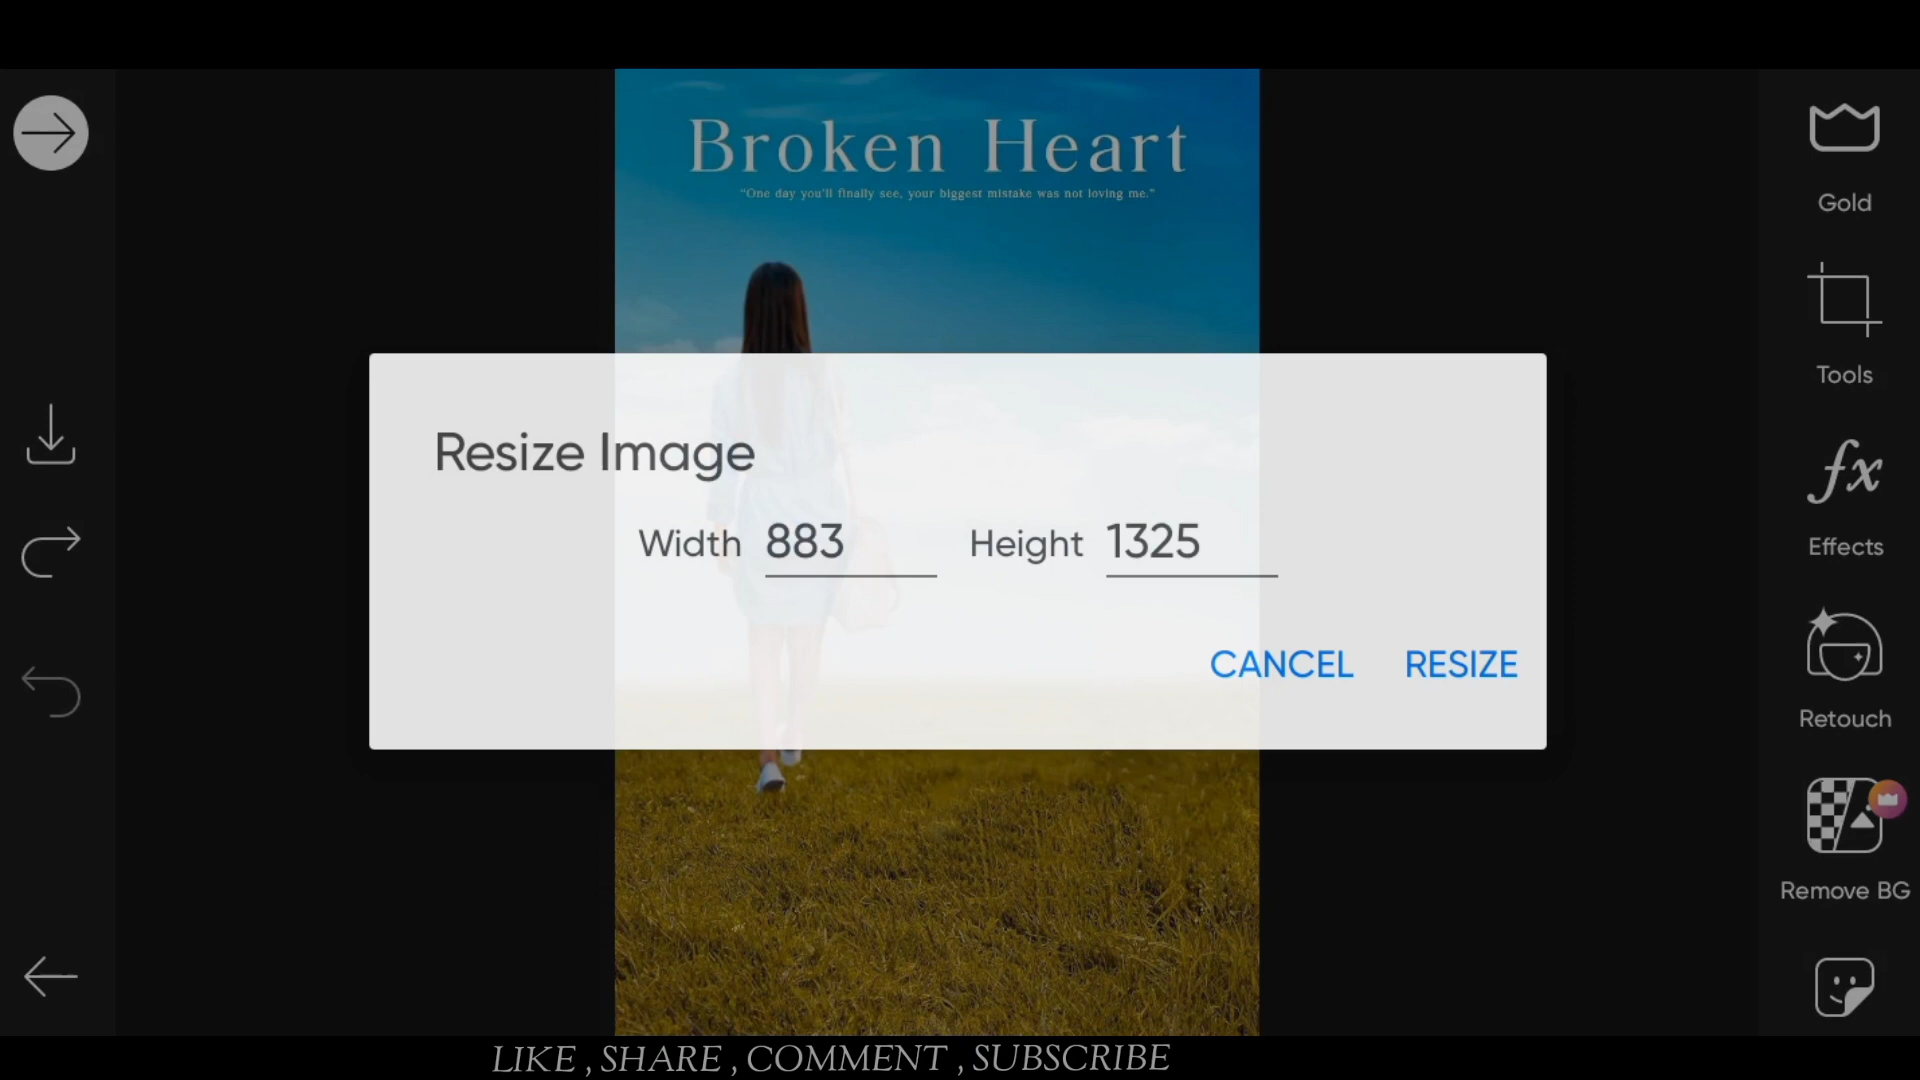 Broken Heart
"One day you'll finally see, your biggest mistake was not loving me."
Gold
Tools
fx
Effects
Retouch
Remove BG
Resize Image
Width 883 Height 1325
CANCEL RESIZE
LIKE , SHARE , COMMENT , SUBSCRIBE